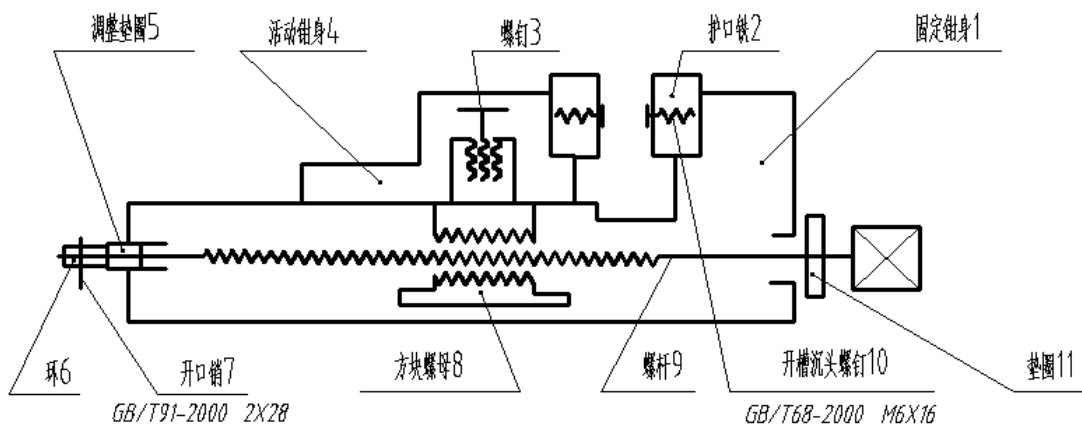 调整垫圈5 活动钳身4 螺钉3 护口铁2 固定钳身1
环6 开口销7 方块螺母8 螺杆9 开槽沉头螺钉10 垫圈11
GB/T91-2000 2X28 GB/T68-2000 M6X16